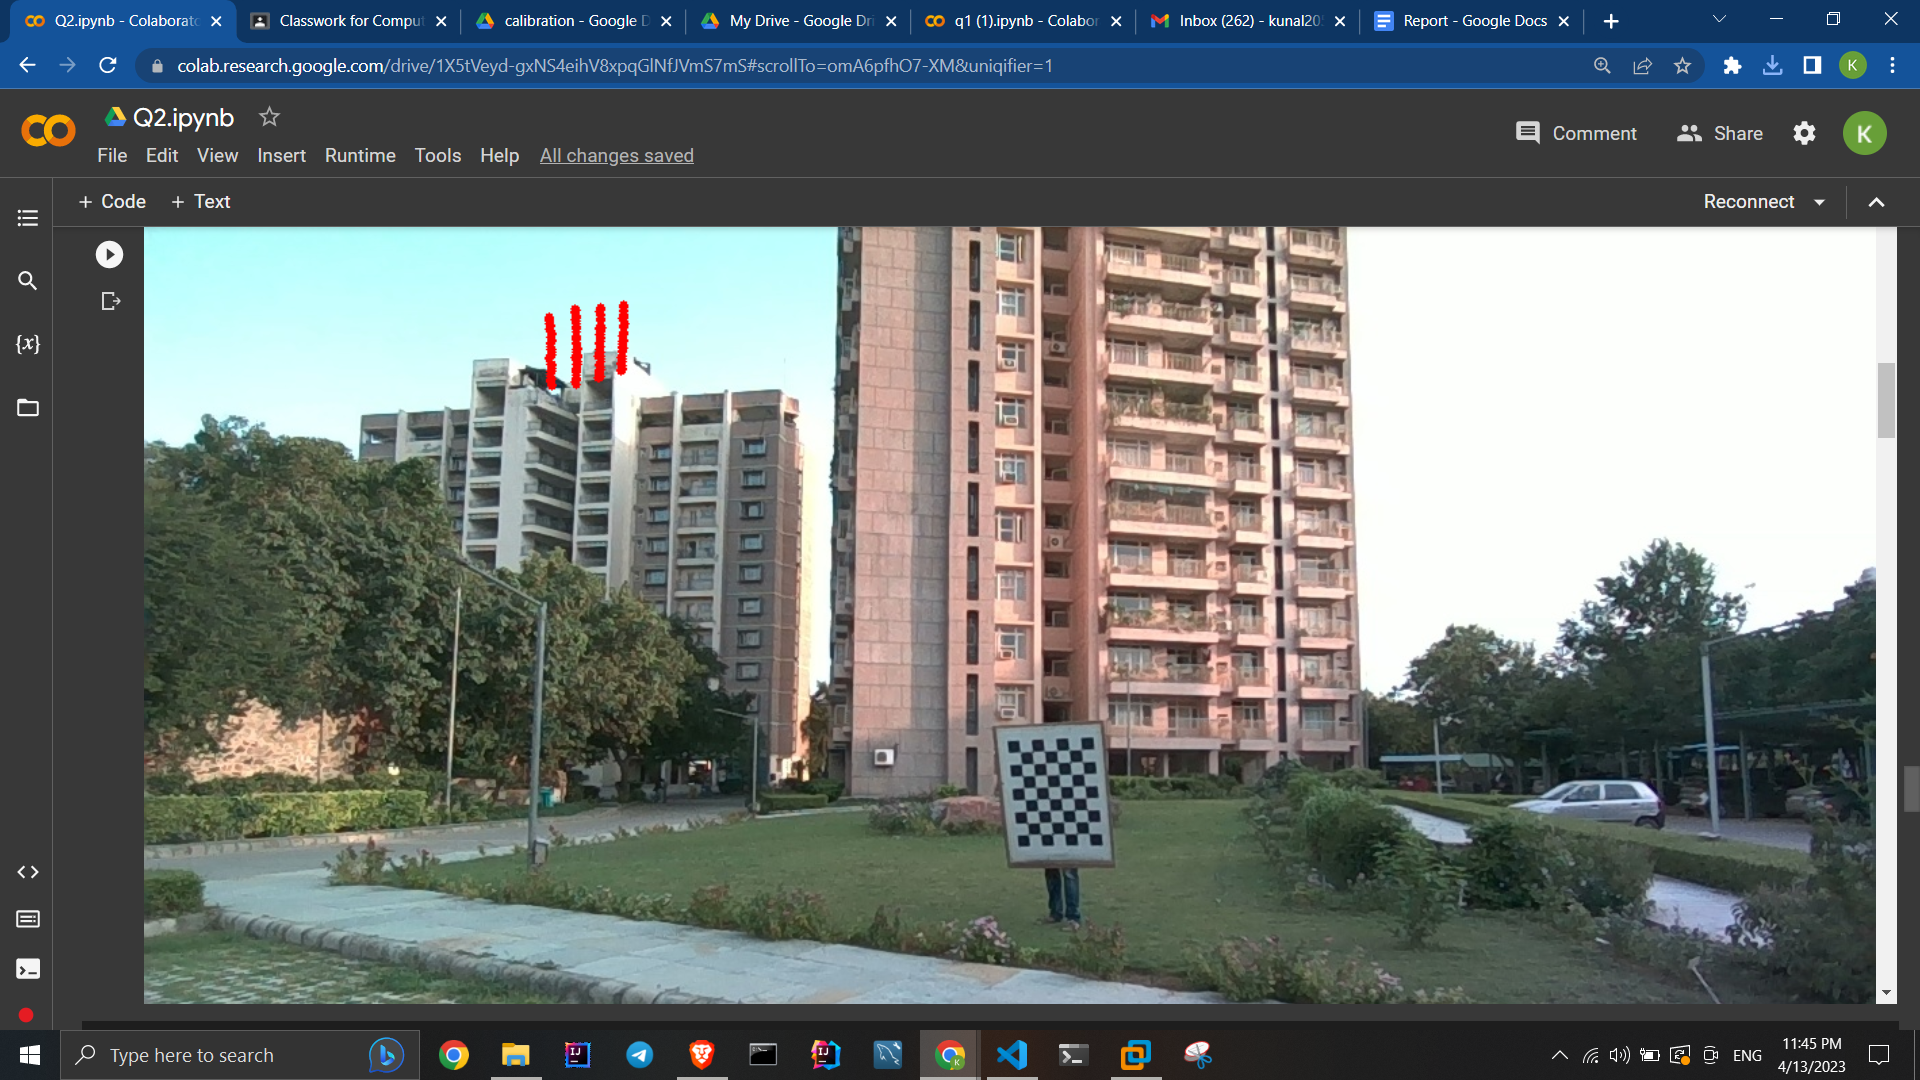 Q2.ipynb - Colaborato
Classwork for Comput
calibration - Google D
My Drive - Google Dri
q1 (1).ipynb - Colabor
Inbox (262) - kunal20
Report - Google Docs
colab.research.google.com/drive/1X5tVeyd-gxNS4eihV8xpqGlNfJVmS7mS#scrollTo=omA6pfhO7-XM&uniqifier=1
K
Q2.ipynb
File Edit View Insert Runtime Tools Help All changes saved
Comment Share K
+ Code + Text
Reconnect
{x}
Type here to search
ENG
11:45 PM
4/13/2023